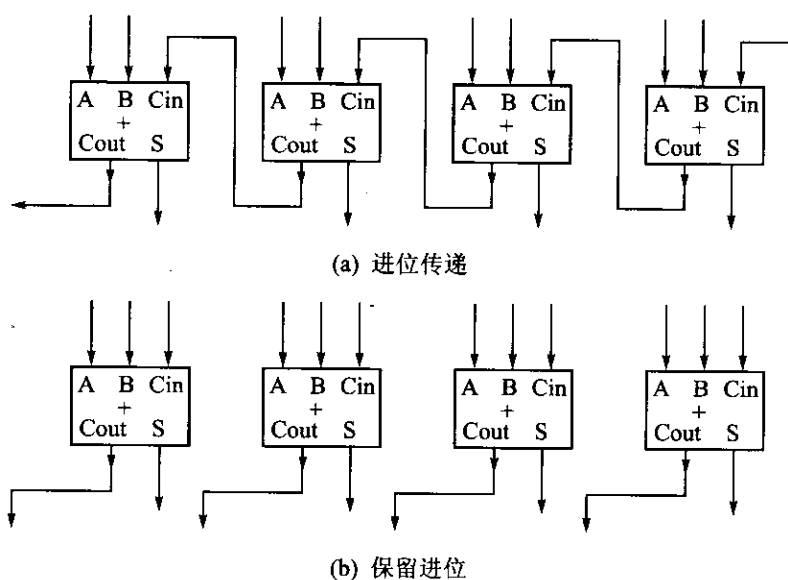 A B Cin A B Cin A B Cin A B Cin
+ + + +
Cout S Cout S Cout S Cout S
(a) 进位传递
A B Cin A B Cin A B Cin A B Cin
+ + + +
Cout S Cout S Cout S Cout S
(b) 保留进位